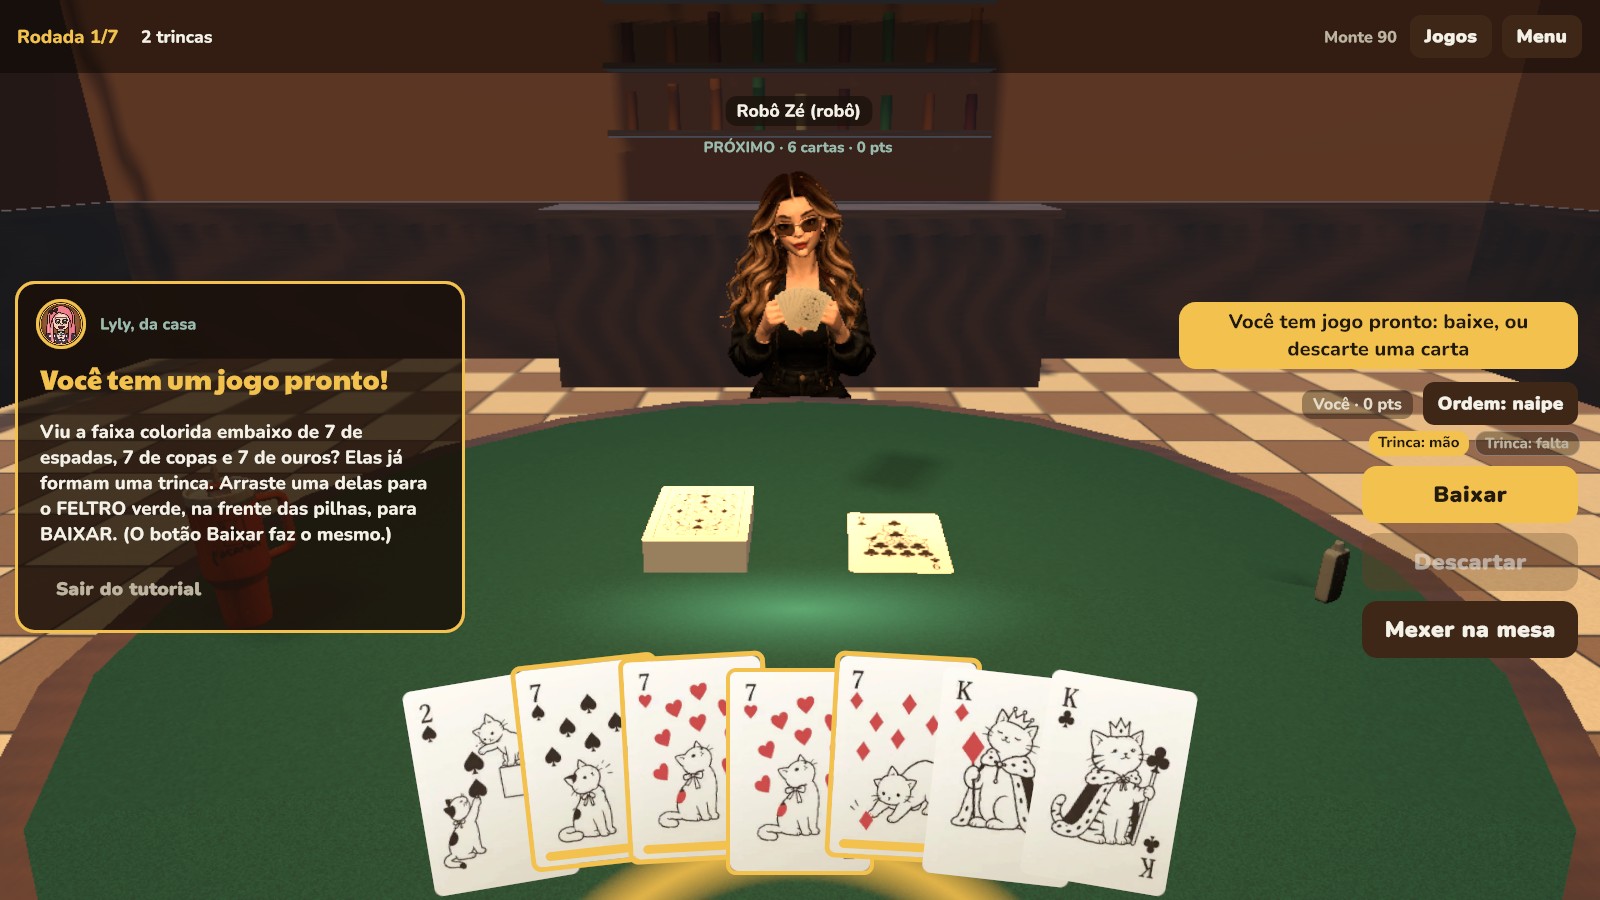 Rodada 1/7
2 trincas
Monte 90
Jogos
Menu
Robô Zé (robô)
PRÓXIMO · 6 cartas · 0 pts
Lyly, da casa
Você tem um jogo pronto!
Viu a faixa colorida embaixo de 7 de
espadas, 7 de copas e 7 de ouros? Elas já
formam uma trinca. Arraste uma delas para
o FELTRO verde, na frente das pilhas, para
BAIXAR. (O botão Baixar faz o mesmo.)
Sair do tutorial
Você tem jogo pronto: baixe, ou
descarte uma carta
Você · 0 pts
Ordem: naipe
Trinca: mão
Trinca: falta
Baixar
Descartar
Mexer na mesa
2
7
7
7
7
K
K
K